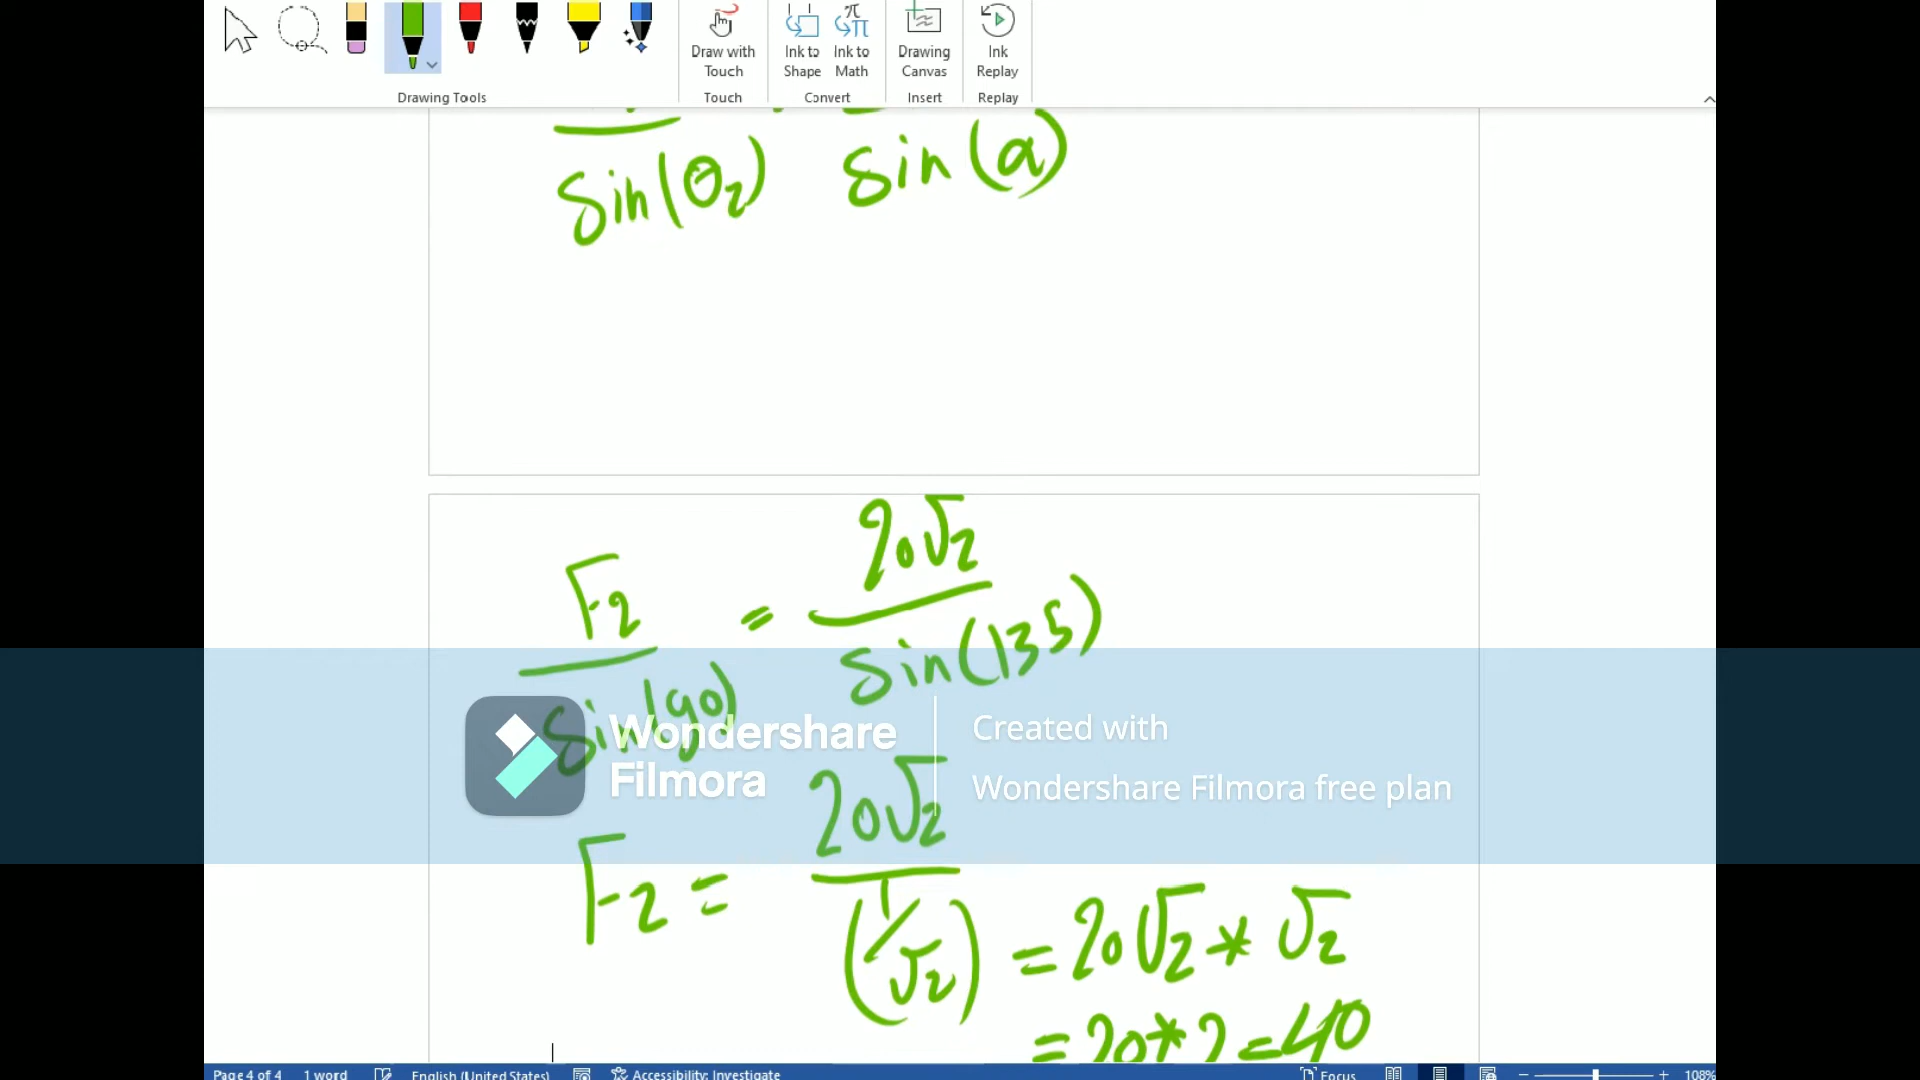 Draw with Touch
Ink to Shape
Ink to Math
Drawing Canvas
Ink Replay
Drawing Tools
Touch
Convert
Insert
Replay
sin(θ₂) sin(a)
F₂ = 20√2
sin(90) sin(135)
F₂ = 20√2
(1/√2) = 20√2 * √2
= 20*2 = 40
Wondershare Filmora
Created with
Wondershare Filmora free plan
Page 4 of 4 1 word English (United States) Accessibility: Investigate Focus 108%